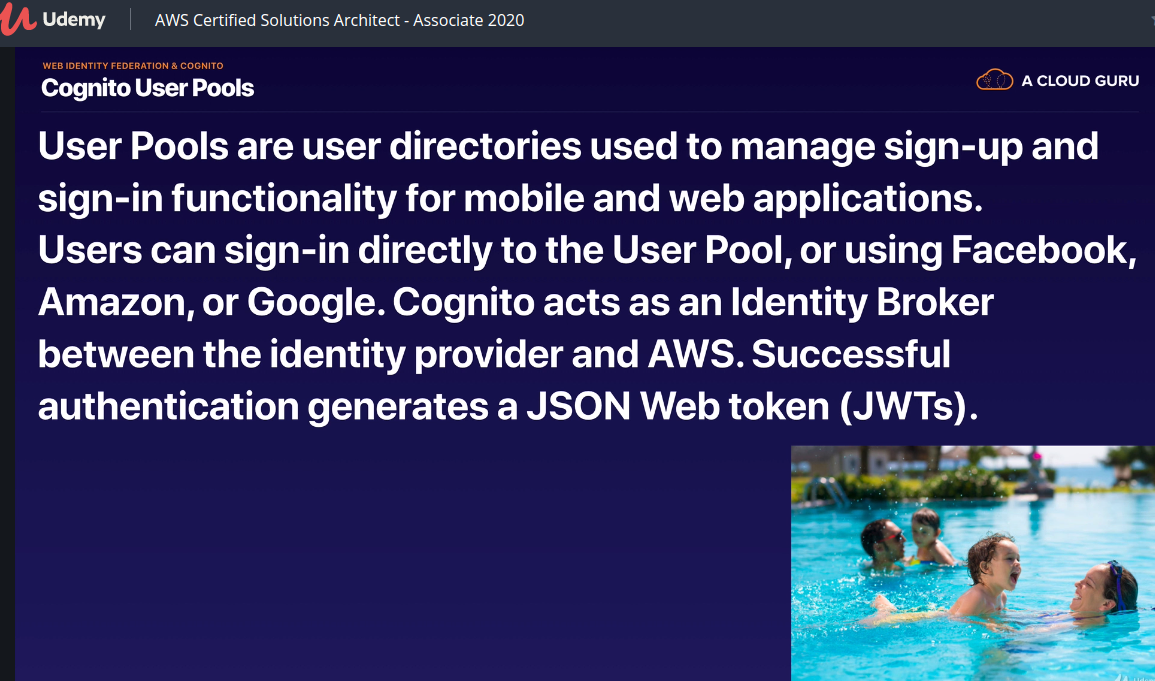 Udemy
AWS Certified Solutions Architect - Associate 2020
WEB IDENTITY FEDERATION & COGNITO
Cognito User Pools
A CLOUD GURU
User Pools are user directories used to manage sign-up and
sign-in functionality for mobile and web applications.
Users can sign-in directly to the User Pool, or using Facebook,
Amazon, or Google. Cognito acts as an Identity Broker
between the identity provider and AWS. Successful
authentication generates a JSON Web token (JWTs).